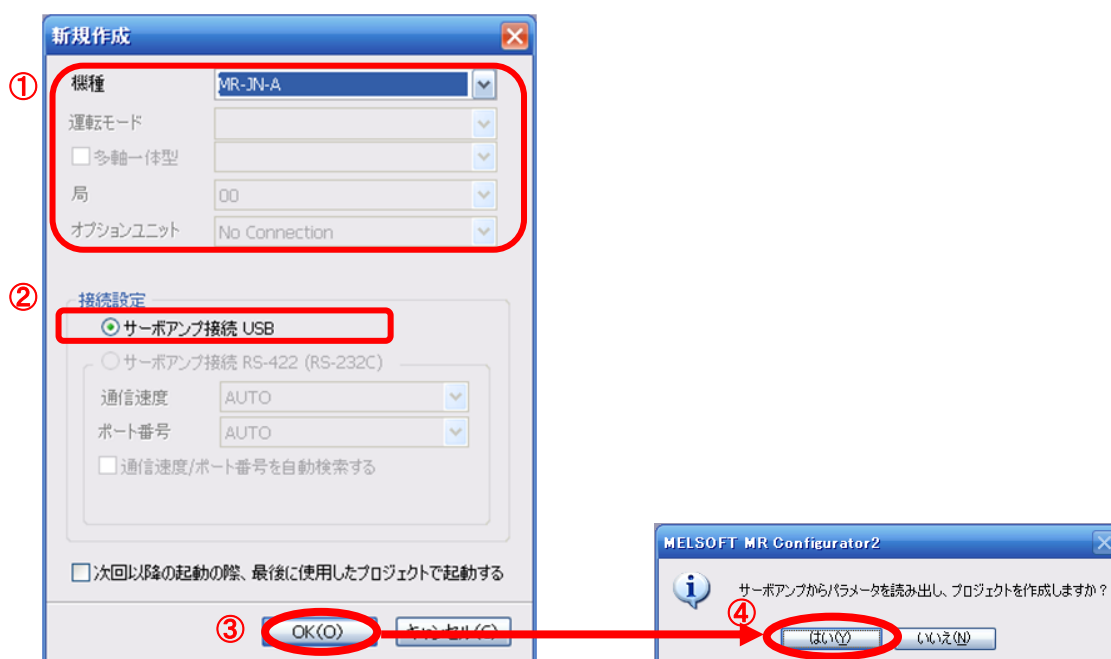 新規作成
①
機種 MR-JN-A
運転モード
多軸一体型
局 00
オプションユニット No Connection
②
接続設定
サーボアンプ接続 USB
サーボアンプ接続 RS-422 (RS-232C)
通信速度 AUTO
ポート番号 AUTO
通信速度/ポート番号を自動検索する
次回以降の起動の際、最後に使用したプロジェクトで起動する
③ OK(O) キャンセル(C)
MELSOFT MR Configurator2
サーボアンプからパラメータを読み出し、プロジェクトを作成しますか?
④
はい(Y) いいえ(N)